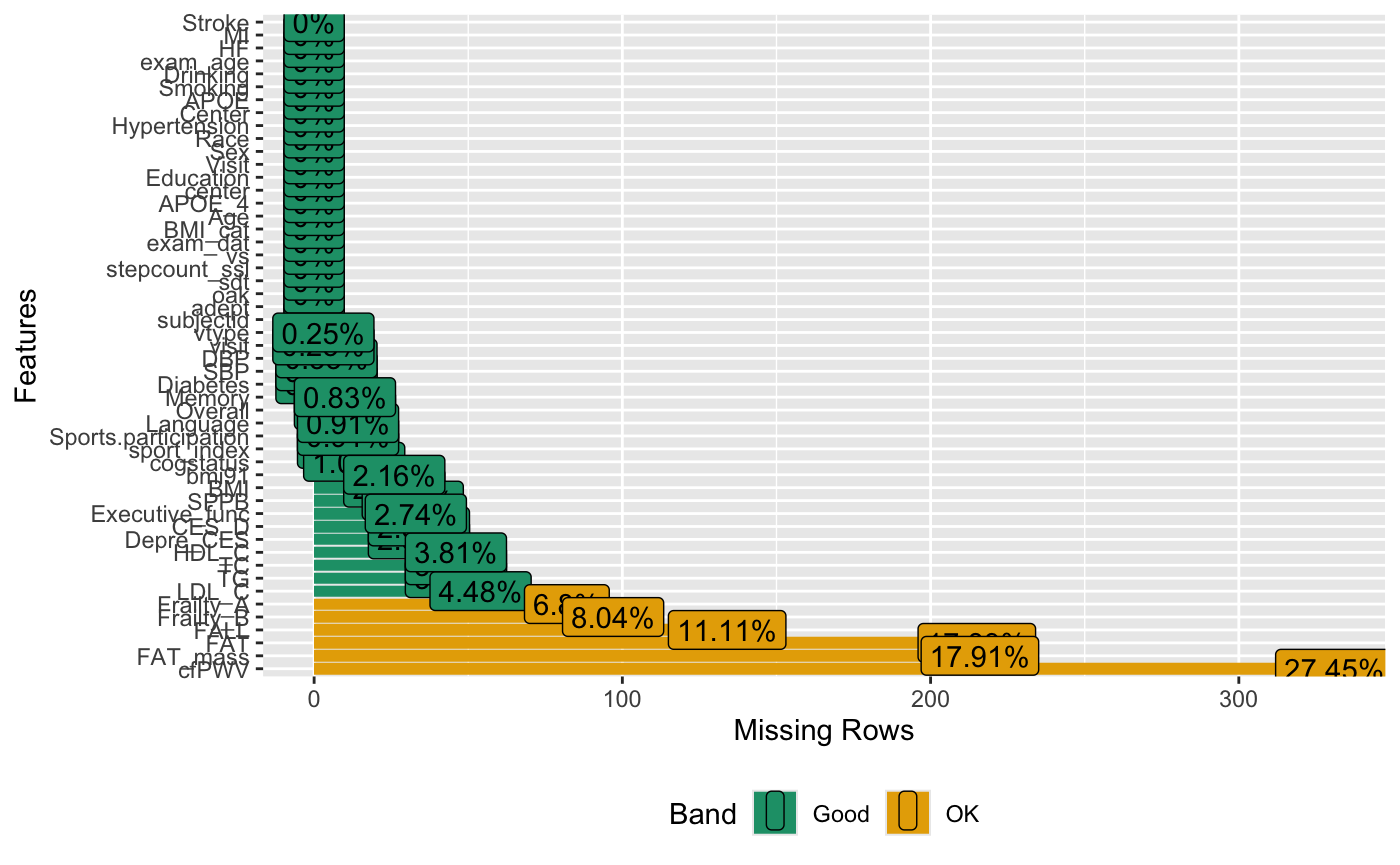 Stroke
MI
HF
exam_age
Drinking
Smoking
APOE
Center
Hypertension
Race
Sex
Visit
Education
center
APOE_4
Age
BMI_cat
exam_dat
_vs
stepcount_ssl
_sdt
oak
adept
subjectid
vtype
visit
DBP
SBP
Diabetes
Memory
Overall
Language
Sports.participation
sport_index
cogstatus
bmi91
BMI
SPPB
Executive_func
CES_D
Depre_CES
HDL_C
TC
TG
LDL_C
Frailty_A
Frailty_B
FALL
FAT
FAT_mass
cfPWV
Features
0%
0.25%
0.83%
0.91%
2.16%
2.74%
3.81%
4.48%
8.04%
11.11%
17.91%
27.45%
0 100 200 300
Missing Rows
Band Good OK